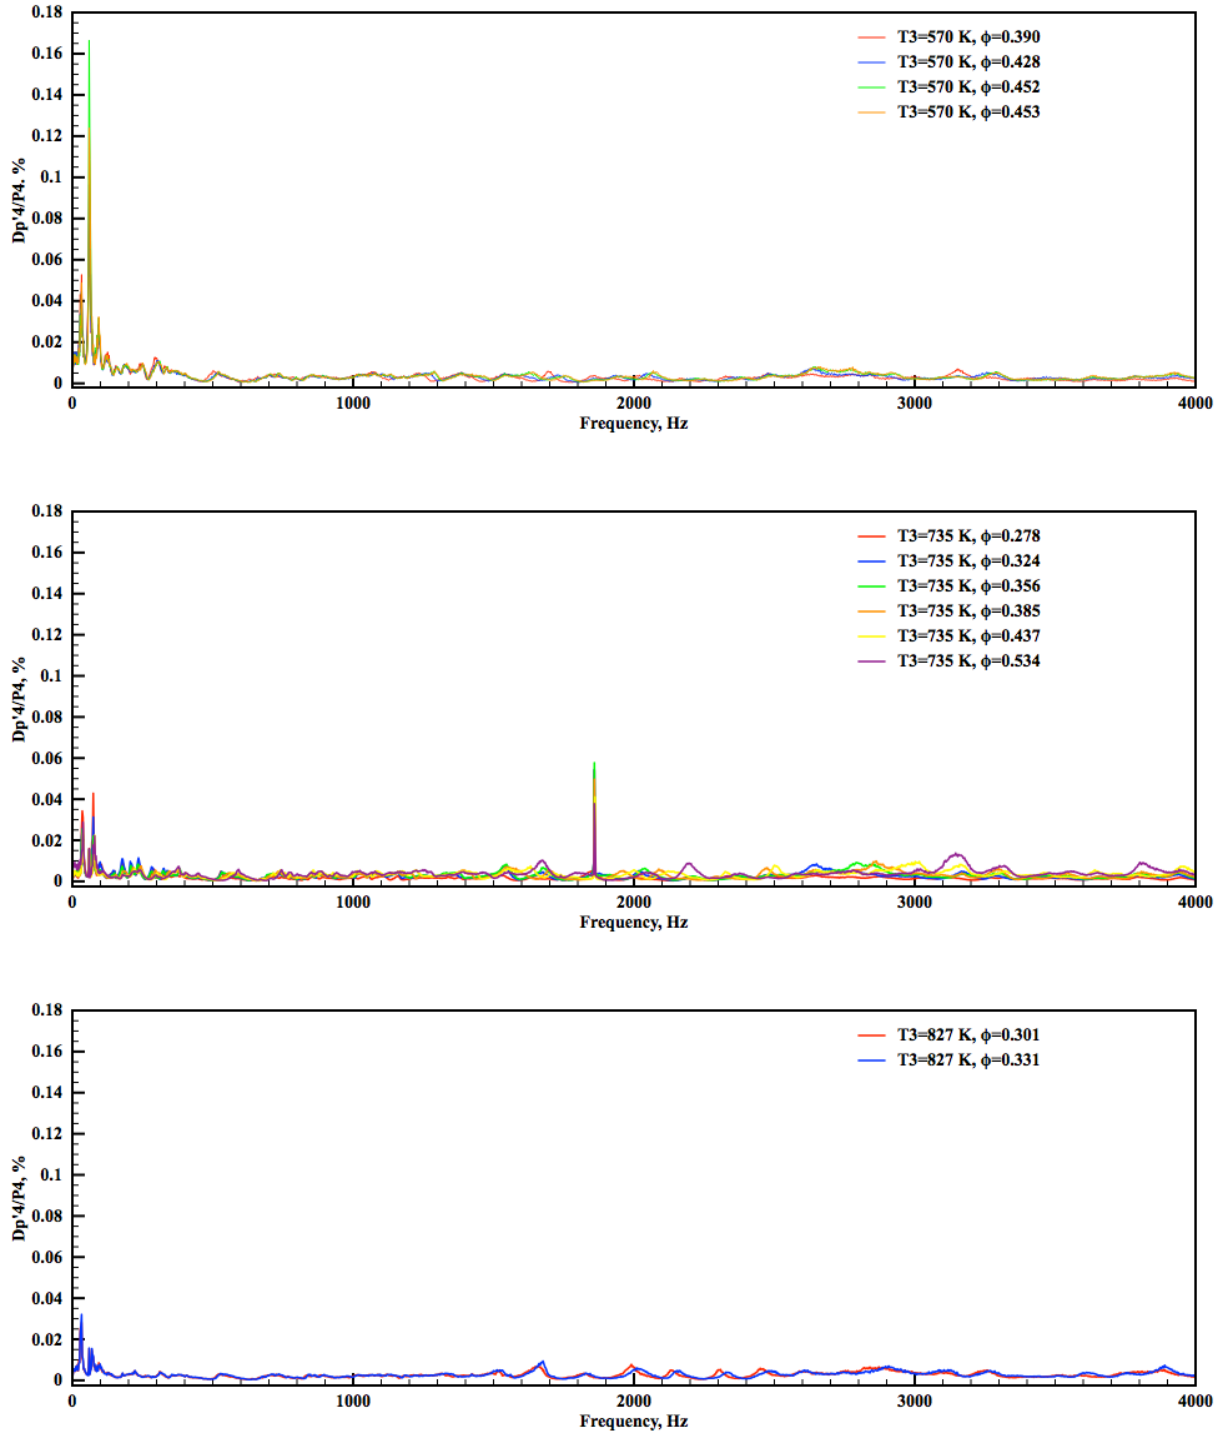 0.18
T3=570 K, ϕ=0.390
0.16
T3=570 K, ϕ=0.428
T3=570 K, ϕ=0.452
0.14
T3=570 K, ϕ=0.453
0.12
0.1
Dp'4/P4. %
0.08
0.06
0.04
0.02
0
0 1000 2000 3000 4000
Frequency, Hz
0.18
T3=735 K, ϕ=0.278
0.16
T3=735 K, ϕ=0.324
T3=735 K, ϕ=0.356
0.14
T3=735 K, ϕ=0.385
T3=735 K, ϕ=0.437
0.12
T3=735 K, ϕ=0.534
0.1
Dp'4/P4, %
0.08
0.06
0.04
0.02
0
0 1000 2000 3000 4000
Frequency, Hz
0.18
T3=827 K, ϕ=0.301
0.16
T3=827 K, ϕ=0.331
0.14
0.12
0.1
Dp'4/P4, %
0.08
0.06
0.04
0.02
0
0 1000 2000 3000 4000
Frequency, Hz